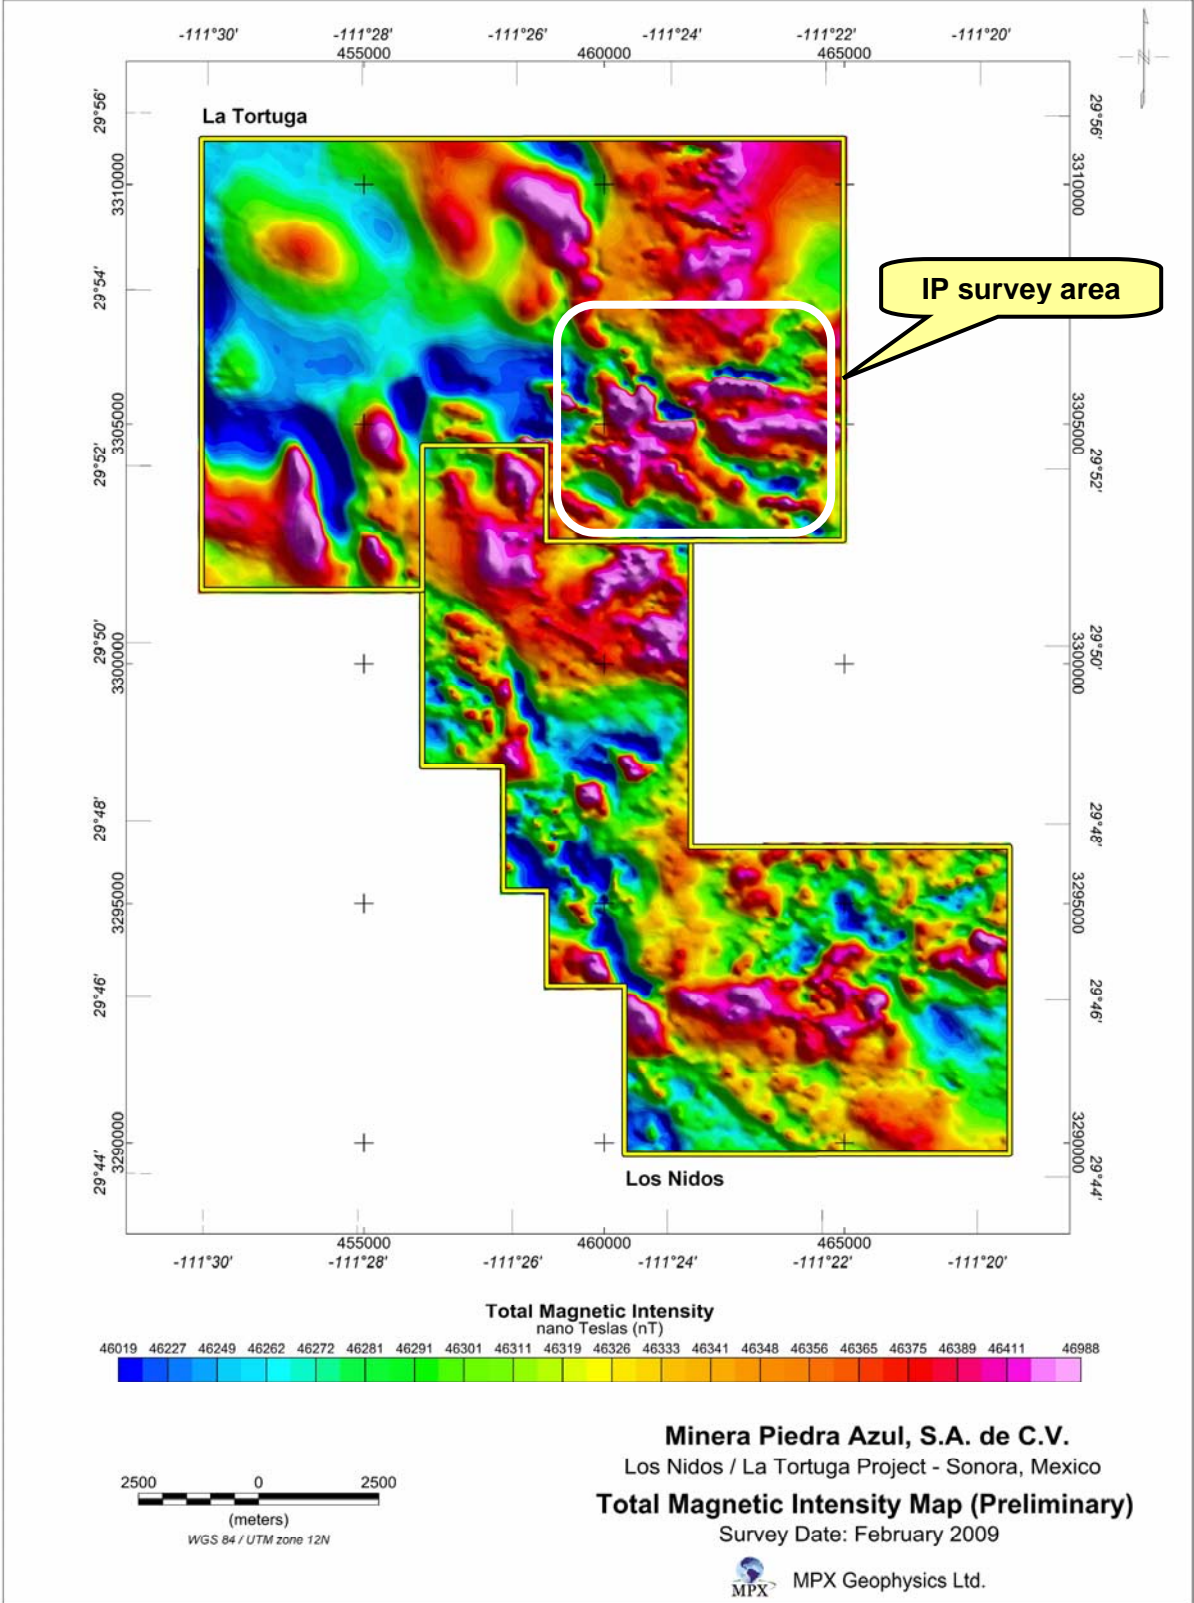 -111°30' -111°28' -111°26' -111°24' -111°22' -111°20'
455000 460000 465000
29°56' 29°56'
La Tortuga
3310000 3310000
29°54'
IP survey area
3305000 3305000
29°52' 29°52'
29°50' 29°50'
3300000 3300000
29°48' 29°48'
3295000 3295000
29°46' 29°46'
3290000 3290000
29°44' 29°44'
Los Nidos
455000 460000 465000
-111°30' -111°28' -111°26' -111°24' -111°22' -111°20'
Total Magnetic Intensity
nano Teslas (nT)
46019 46227 46249 46262 46272 46281 46291 46301 46311 46319 46326 46333 46341 46348 46356 46365 46375 46389 46411 46988
Minera Piedra Azul, S.A. de C.V.
Los Nidos / La Tortuga Project - Sonora, Mexico
Total Magnetic Intensity Map (Preliminary)
Survey Date: February 2009
MPX MPX Geophysics Ltd.
2500 0 2500
(meters)
WGS 84 / UTM zone 12N